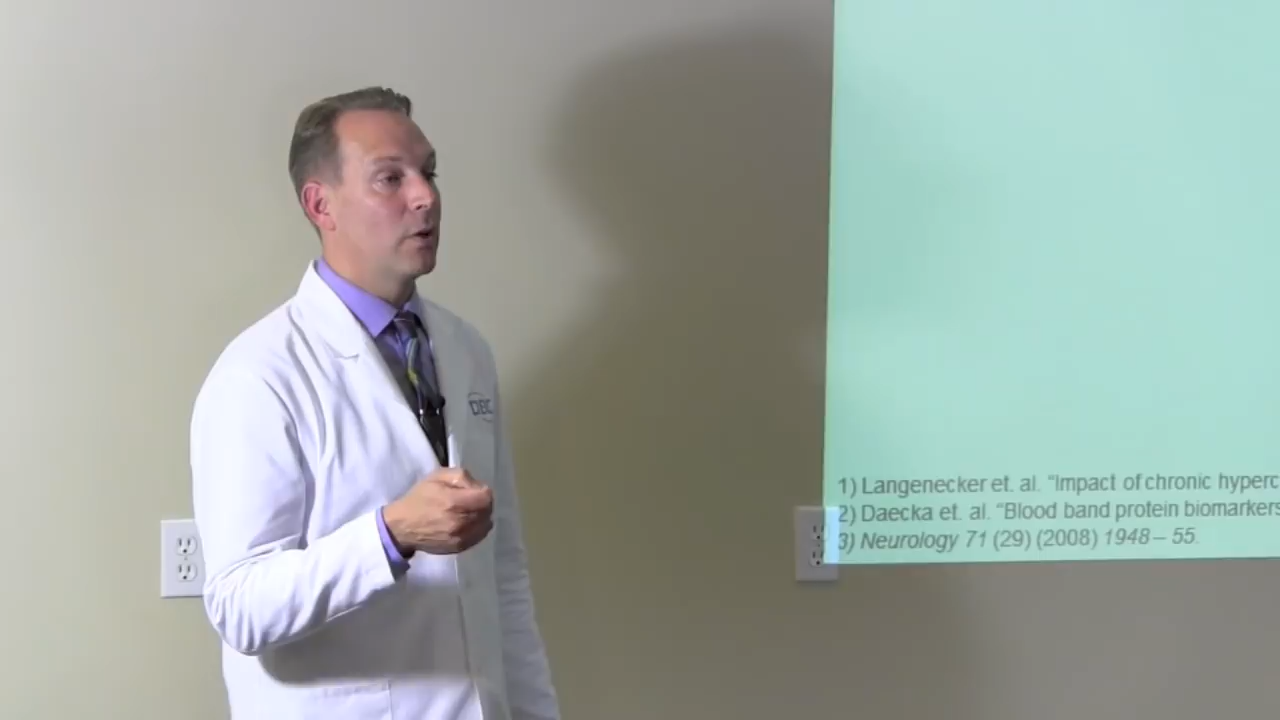 1) Langenecker et. al. "Impact of chronic hyperc
2) Daecka et. al. "Blood band protein biomarkers
3) Neurology 71 (29) (2008) 1948 – 55.